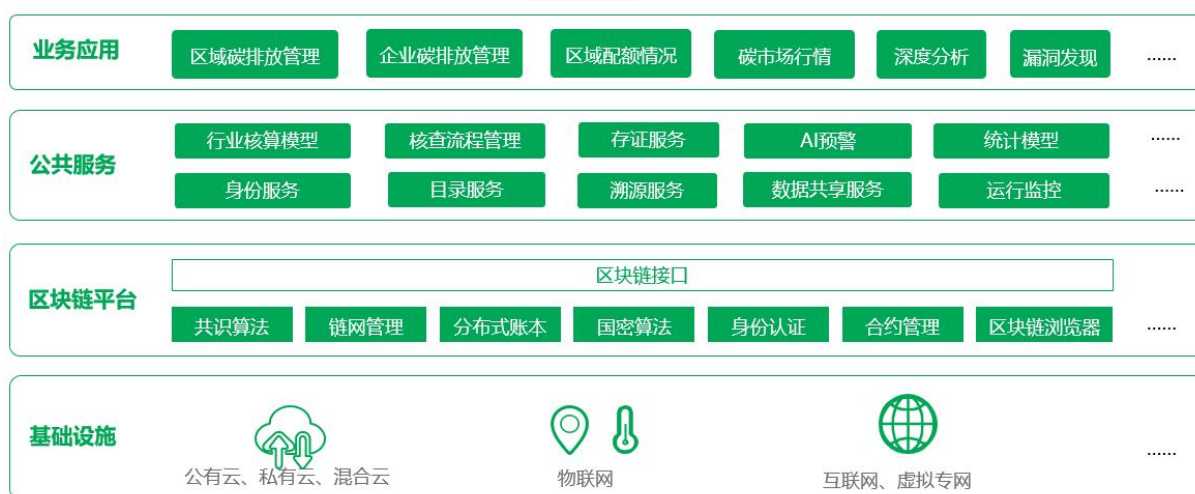 业务应用
区域碳排放管理 企业碳排放管理 区域配额情况 碳市场行情 深度分析 漏洞发现 ......
公共服务
行业核算模型 核查流程管理 存证服务 AI预警 统计模型 ......
身份服务 目录服务 溯源服务 数据共享服务 运行监控 ......
区块链平台
区块链接口
共识算法 链网管理 分布式账本 国密算法 身份认证 合约管理 区块链浏览器 ......
基础设施
公有云、私有云、混合云 物联网 互联网、虚拟专网 ......